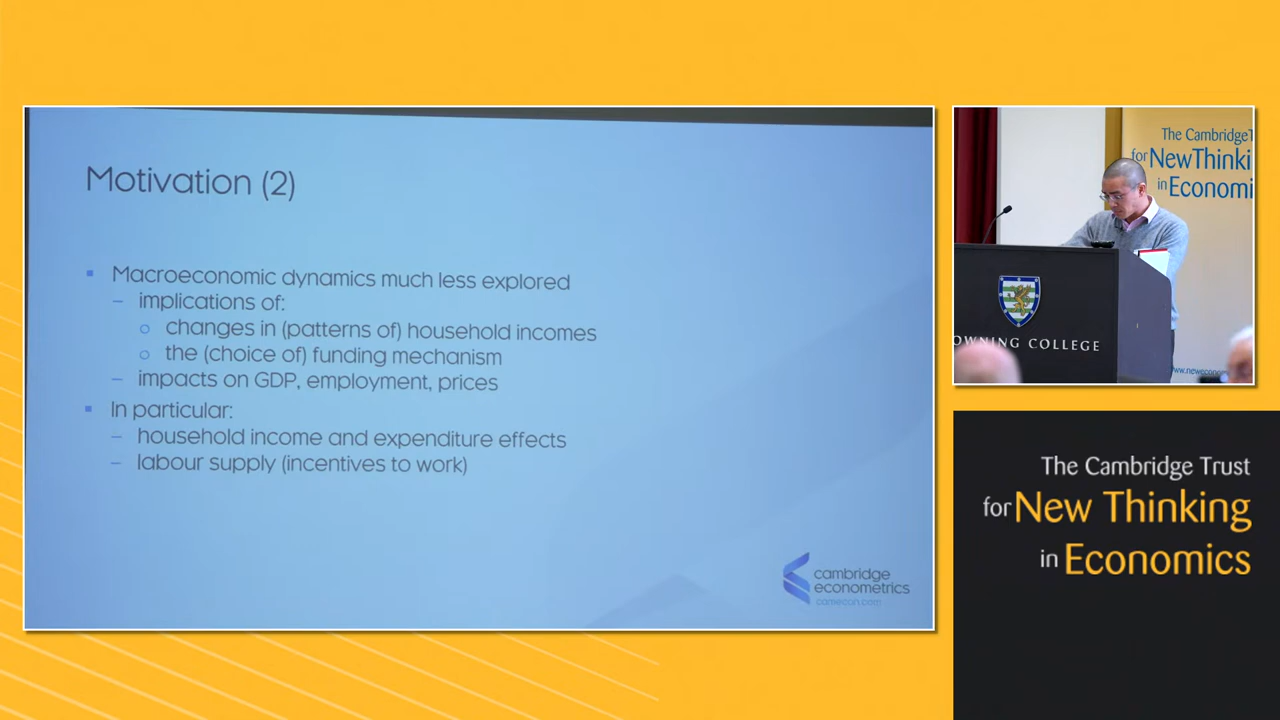 Motivation (2)
▪ Macroeconomic dynamics much less explored
– implications of:
o changes in (patterns of) household incomes
o the (choice of) funding mechanism
– impacts on GDP, employment, prices
▪ In particular:
– household income and expenditure effects
– labour supply (incentives to work)
cambridge
econometrics
camecon.com
The Cambridge
for New Thinki
in Economi
OWNING COLLEGE
www.neweconom
The Cambridge Trust
for New Thinking
in Economics